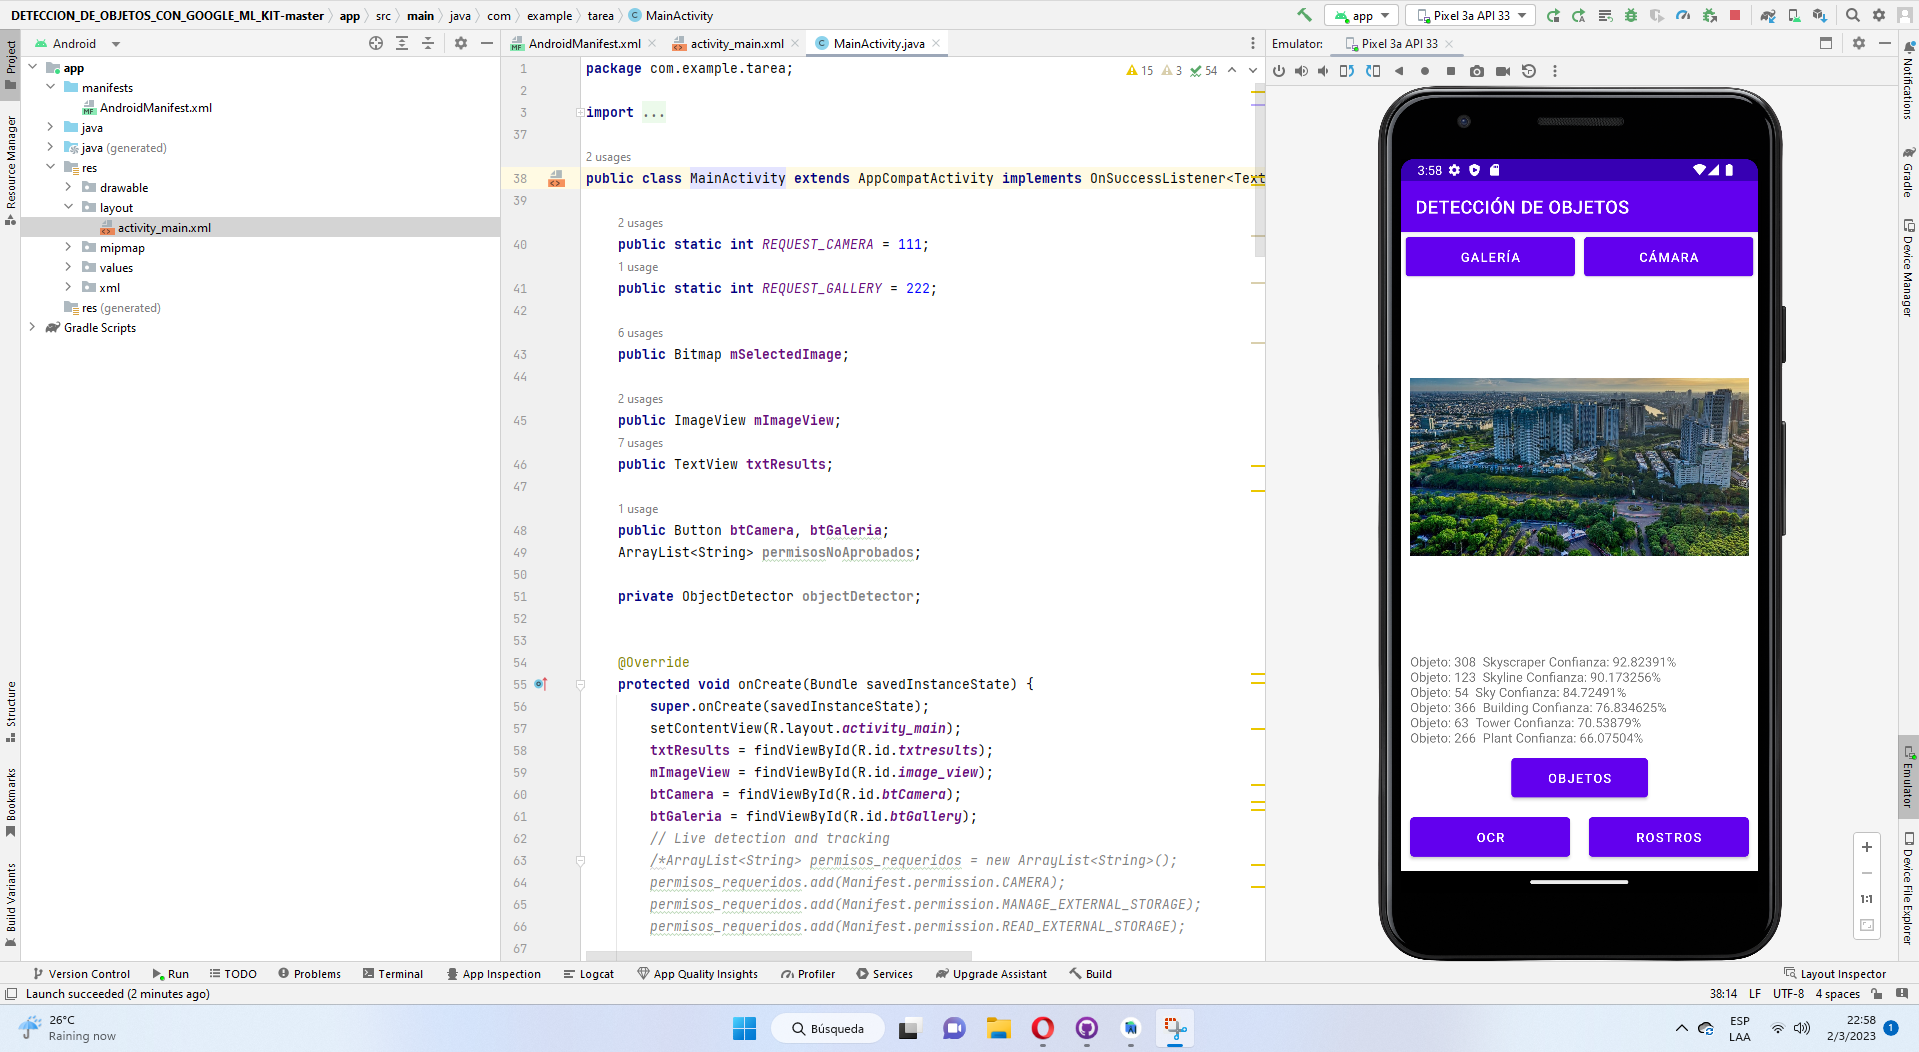 DETECCION_DE_OBJETOS_CON_GOOGLE_ML_KIT-master app src main java com example tarea MainActivity
app Pixel 3a API 33
Android
AndroidManifest.xml activity_main.xml MainActivity.java
Emulator: Pixel 3a API 33
Project
Resource Manager
Structure
Bookmarks
Build Variants
app
manifests
AndroidManifest.xml
java
java (generated)
res
drawable
layout
activity_main.xml
mipmap
values
xml
res (generated)
Gradle Scripts
15 3 54
1 package com.example.tarea;
2
3 import ...
37
2 usages
38 public class MainActivity extends AppCompatActivity implements OnSuccessListener<Text
39
2 usages
40 public static int REQUEST_CAMERA = 111;
1 usage
41 public static int REQUEST_GALLERY = 222;
42
6 usages
43 public Bitmap mSelectedImage;
44
2 usages
45 public ImageView mImageView;
7 usages
46 public TextView txtResults;
47
1 usage
48 public Button btCamera, btGaleria;
49 ArrayList<String> permisosNoAprobados;
50
51 private ObjectDetector objectDetector;
52
53
54 @Override
55 protected void onCreate(Bundle savedInstanceState) {
56 super.onCreate(savedInstanceState);
57 setContentView(R.layout.activity_main);
58 txtResults = findViewById(R.id.txtresults);
59 mImageView = findViewById(R.id.image_view);
60 btCamera = findViewById(R.id.btCamera);
61 btGaleria = findViewById(R.id.btGallery);
62 // Live detection and tracking
63 /*ArrayList<String> permisos_requeridos = new ArrayList<String>();
64 permisos_requeridos.add(Manifest.permission.CAMERA);
65 permisos_requeridos.add(Manifest.permission.MANAGE_EXTERNAL_STORAGE);
66 permisos_requeridos.add(Manifest.permission.READ_EXTERNAL_STORAGE);
67
3:58
DETECCIÓN DE OBJETOS
GALERÍA CÁMARA
Objeto: 308 Skyscraper Confianza: 92.82391%
Objeto: 123 Skyline Confianza: 90.173256%
Objeto: 54 Sky Confianza: 84.72491%
Objeto: 366 Building Confianza: 76.834625%
Objeto: 63 Tower Confianza: 70.53879%
Objeto: 266 Plant Confianza: 66.07504%
OBJETOS
OCR ROSTROS
1:1
Notifications
Gradle
Device Manager
Emulator
Device File Explorer
Version Control Run TODO Problems Terminal App Inspection Logcat App Quality Insights Profiler Services Upgrade Assistant Build Layout Inspector
Launch succeeded (2 minutes ago) 38:14 LF UTF-8 4 spaces
26°C
Raining now
Búsqueda
ESP
LAA
22:58
2/3/2023
1